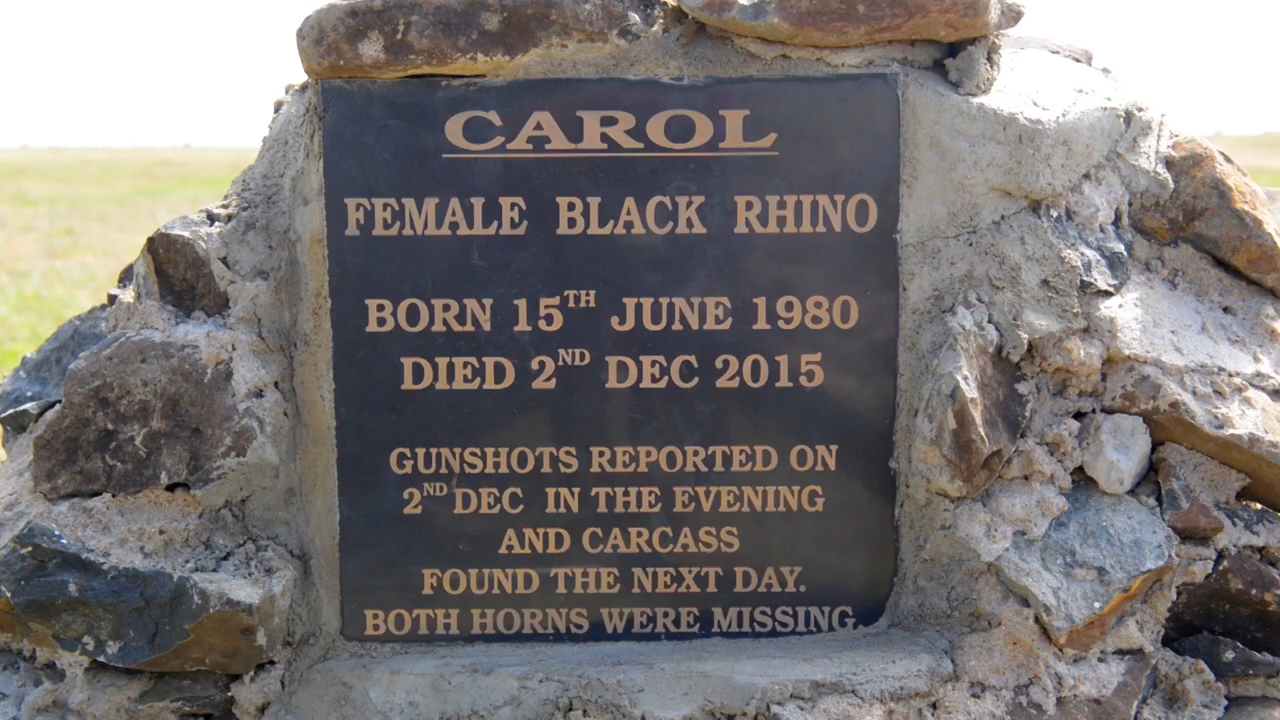 CAROL
FEMALE BLACK RHINO
BORN 15TH JUNE 1980
DIED 2ND DEC 2015
GUNSHOTS REPORTED ON
2ND DEC IN THE EVENING
AND CARCASS
FOUND THE NEXT DAY.
BOTH HORNS WERE MISSING.